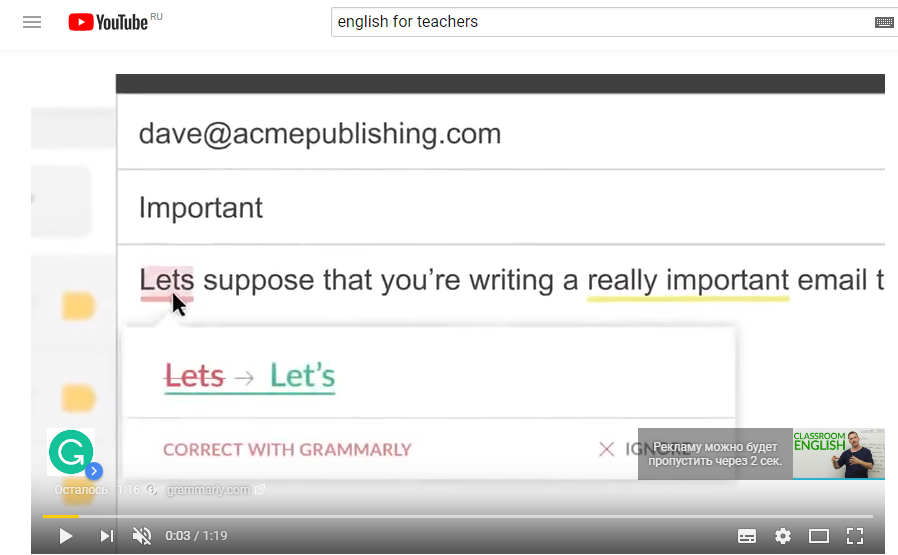 YouTube RU
english for teachers
dave@acmepublishing.com
Important
Lets suppose that you're writing a really important email t
Lets → Let's
CORRECT WITH GRAMMARLY
IGNORE
Рекламу можно будет
пропустить через 2 сек.
CLASSROOM
ENGLISH
Осталось 1:16
grammarly.com
0:03 / 1:19